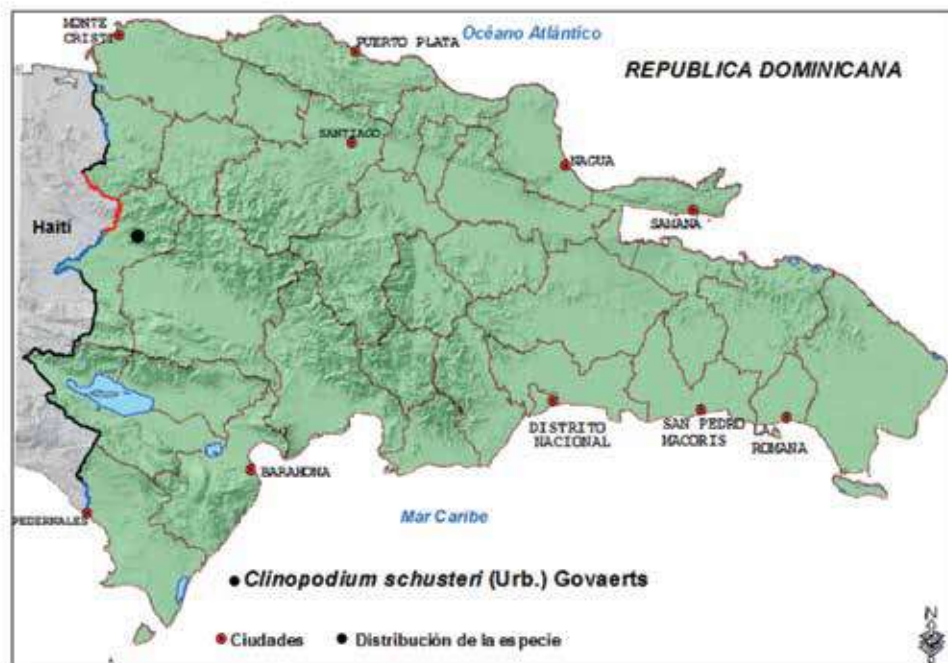 MONTE
CRISTI
PUERTO PLATA
Océano Atlántico
REPUBLICA DOMINICANA
SANTIAGO
NAGUA
SAMANA
Haití
DISTRITO
NACIONAL
SAN PEDRO
MACORIS
LA
ROMANA
BARAHONA
PEDERNALES
Mar Caribe
Clinopodium schusteri (Urb.) Govaerts
Ciudades
Distribución de la especie
N